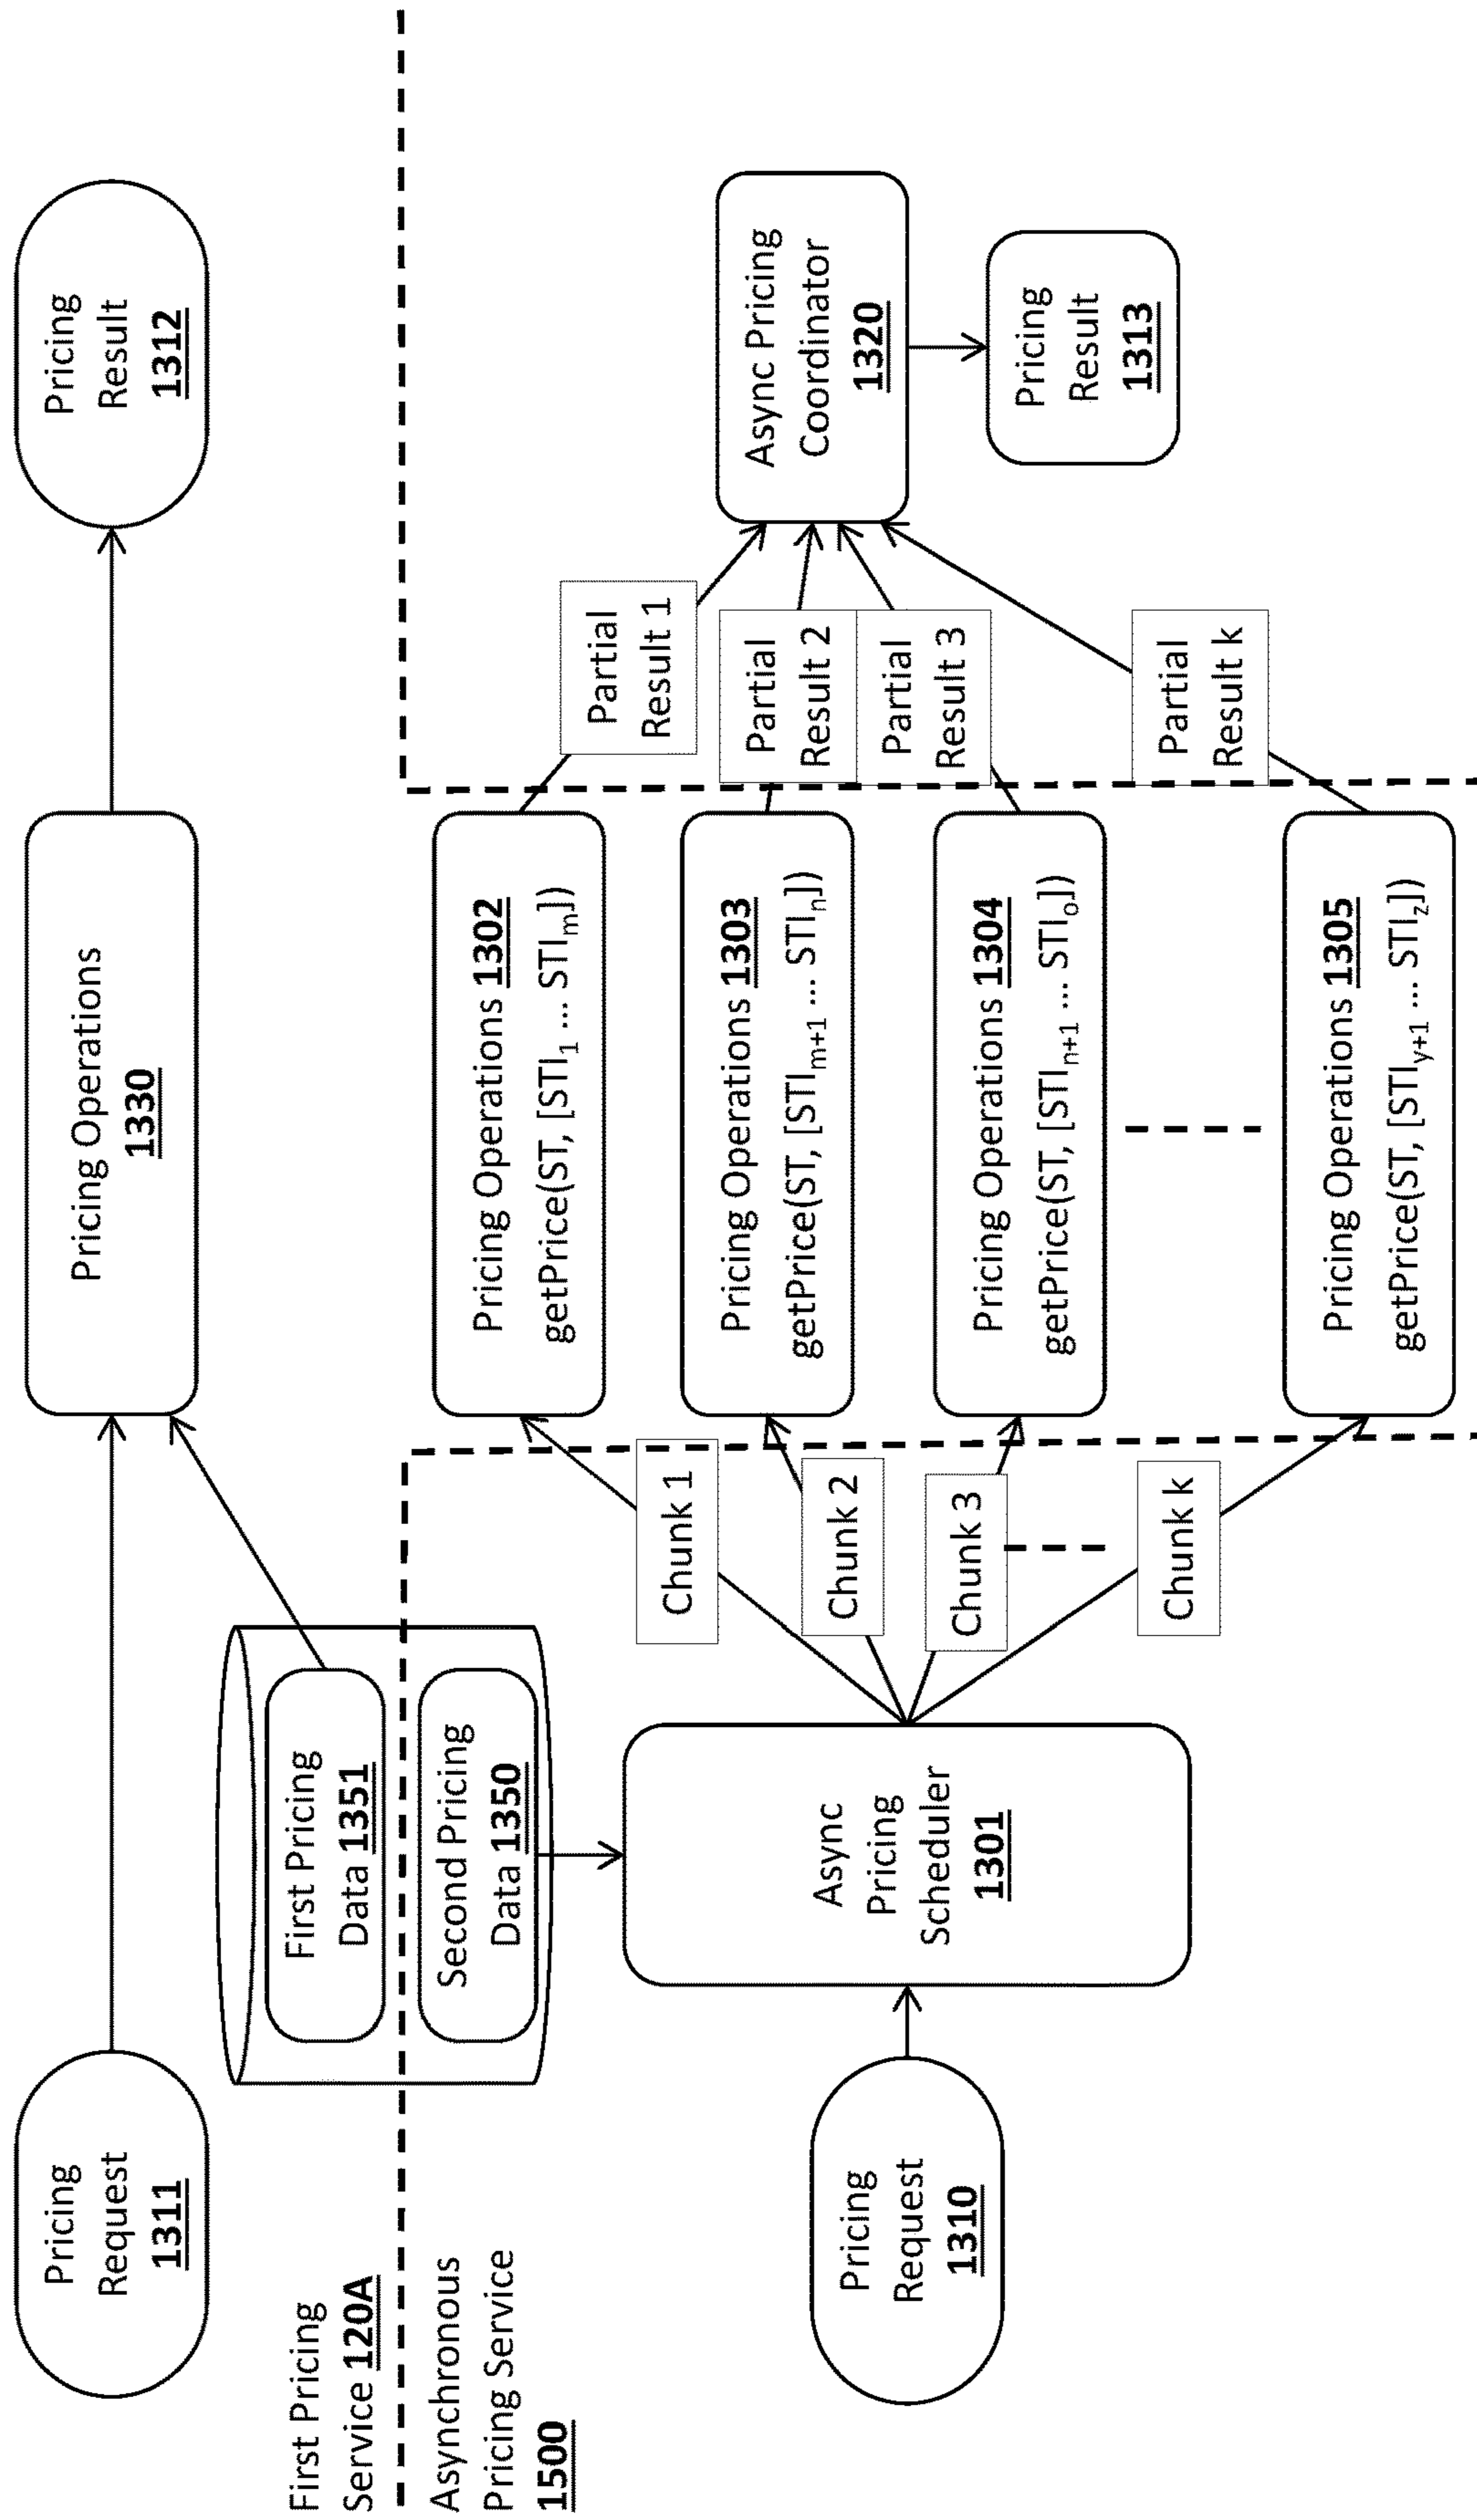 Pricing
Request
1311
Pricing Operations
1330
Pricing
Result
1312
First Pricing
Service 120A
First Pricing
Data 1351
Asynchronous
Pricing Service
1500
Second Pricing
Data 1350
Pricing
Request
1310
Async
Pricing
Scheduler
1301
Chunk 1
Chunk 2
Chunk 3
Chunk k
Pricing Operations 1302
getPrice(ST, [STI₁ ... STIₘ])
Pricing Operations 1303
getPrice(ST, [STIₘ₊₁ ... STIₙ])
Pricing Operations 1304
getPrice(ST, [STIₙ₊₁ ... STIₒ])
Pricing Operations 1305
getPrice(ST, [STI_y+1 ... STI_z])
Partial
Result 1
Partial
Result 2
Partial
Result 3
Partial
Result k
Async Pricing
Coordinator
1320
Pricing
Result
1313